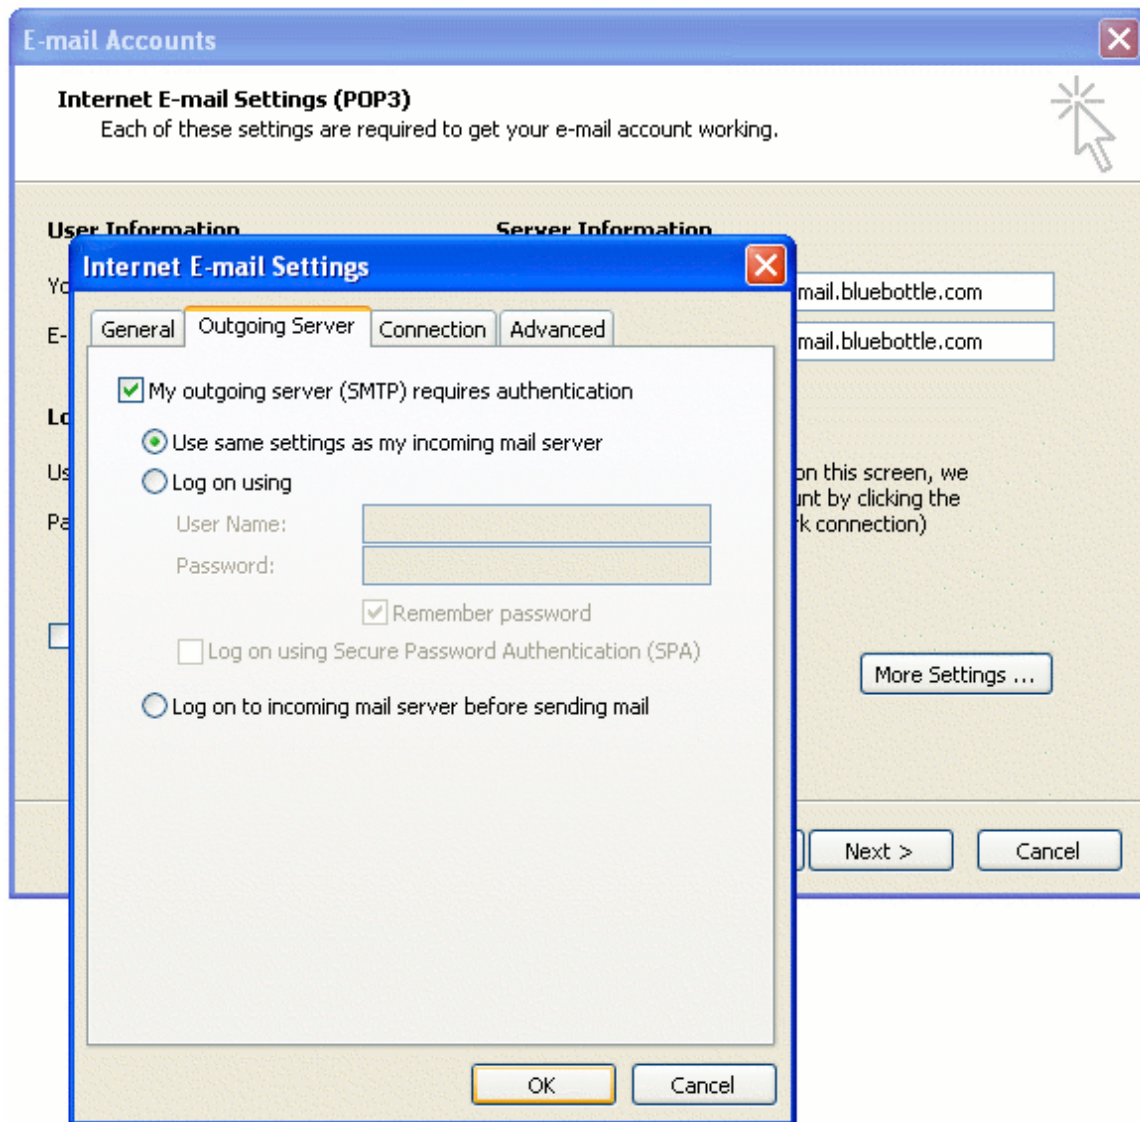 E-mail Accounts
Internet E-mail Settings (POP3)
Each of these settings are required to get your e-mail account working.
User Information
Server Information
mail.bluebottle.com
mail.bluebottle.com
on this screen, we
by clicking the
connection)
More Settings ...
Next >
Cancel
Internet E-mail Settings
General
Outgoing Server
Connection
Advanced
My outgoing server (SMTP) requires authentication
Use same settings as my incoming mail server
Log on using
User Name:
Password:
Remember password
Log on using Secure Password Authentication (SPA)
Log on to incoming mail server before sending mail
OK
Cancel